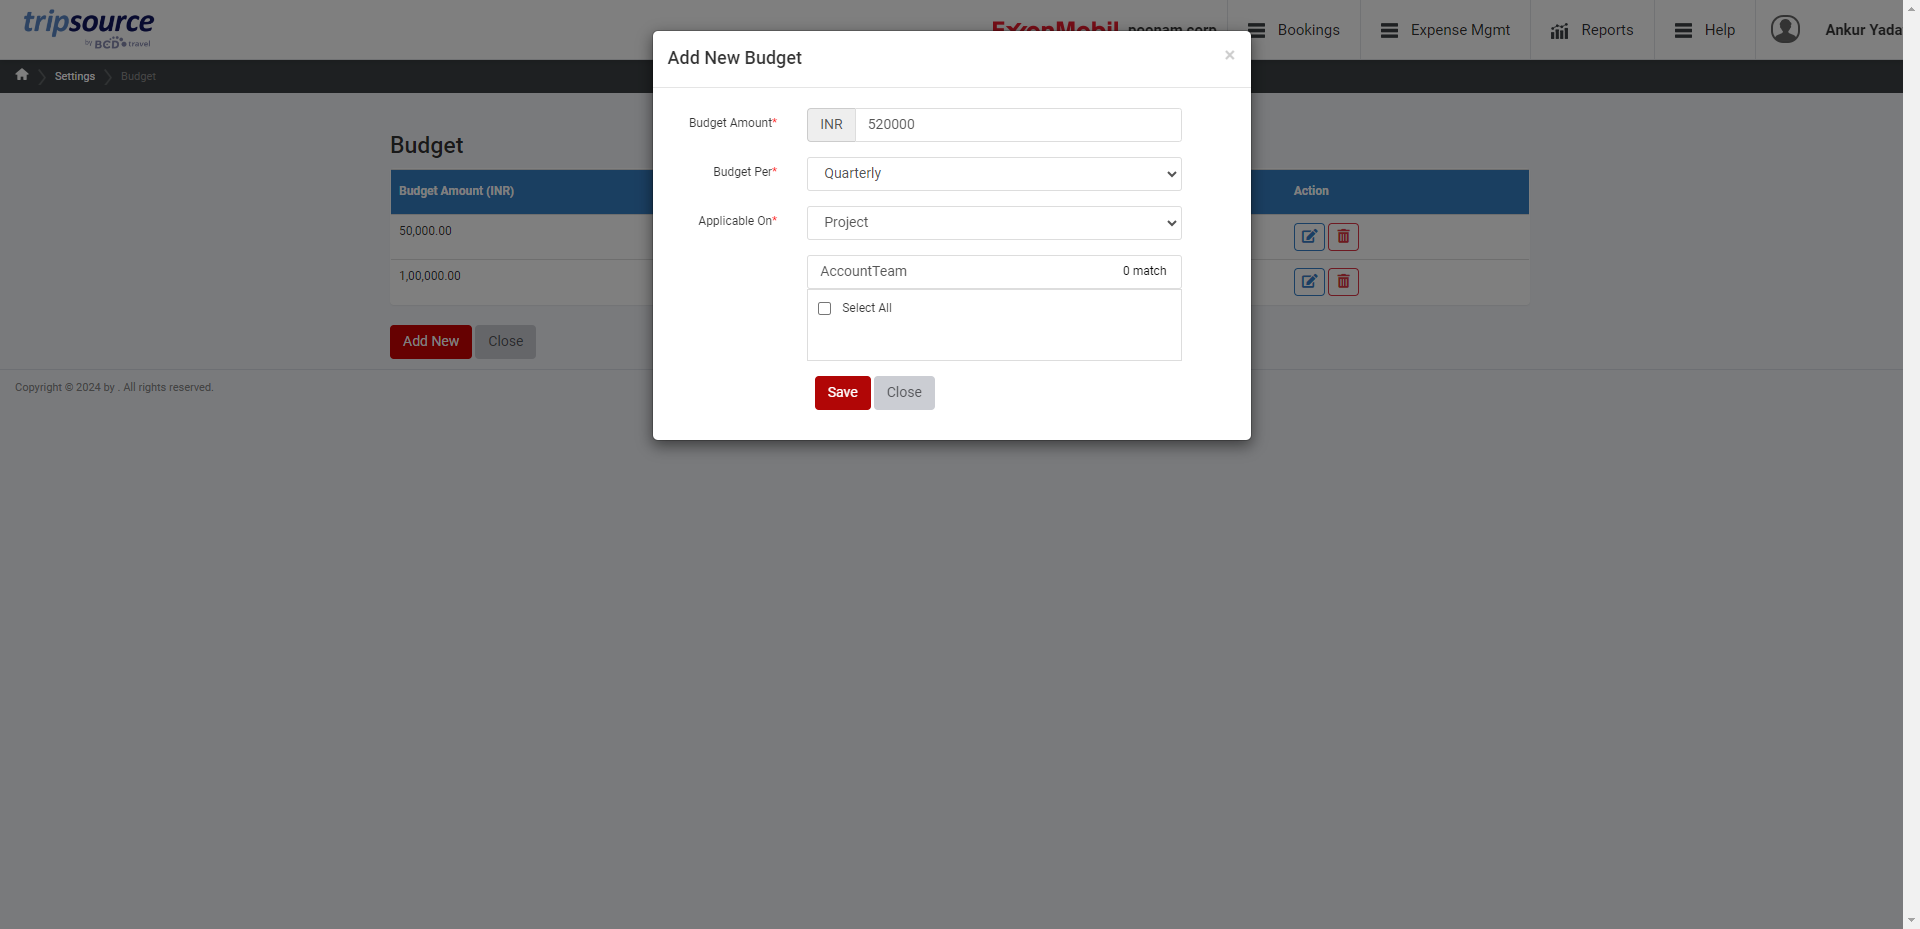 tripsource
by BCD travel
ExxonMobil poonam.corp
Bookings
Expense Mgmt
Reports
Help
Ankur Yada
Settings
Budget
Add New Budget
×
Budget Amount*
INR
520000
Budget Per*
Quarterly
Applicable On*
Project
AccountTeam
0 match
Select All
Save
Close
Budget
Budget Amount (INR)
Action
50,000.00
1,00,000.00
Add New
Close
Copyright © 2024 by . All rights reserved.